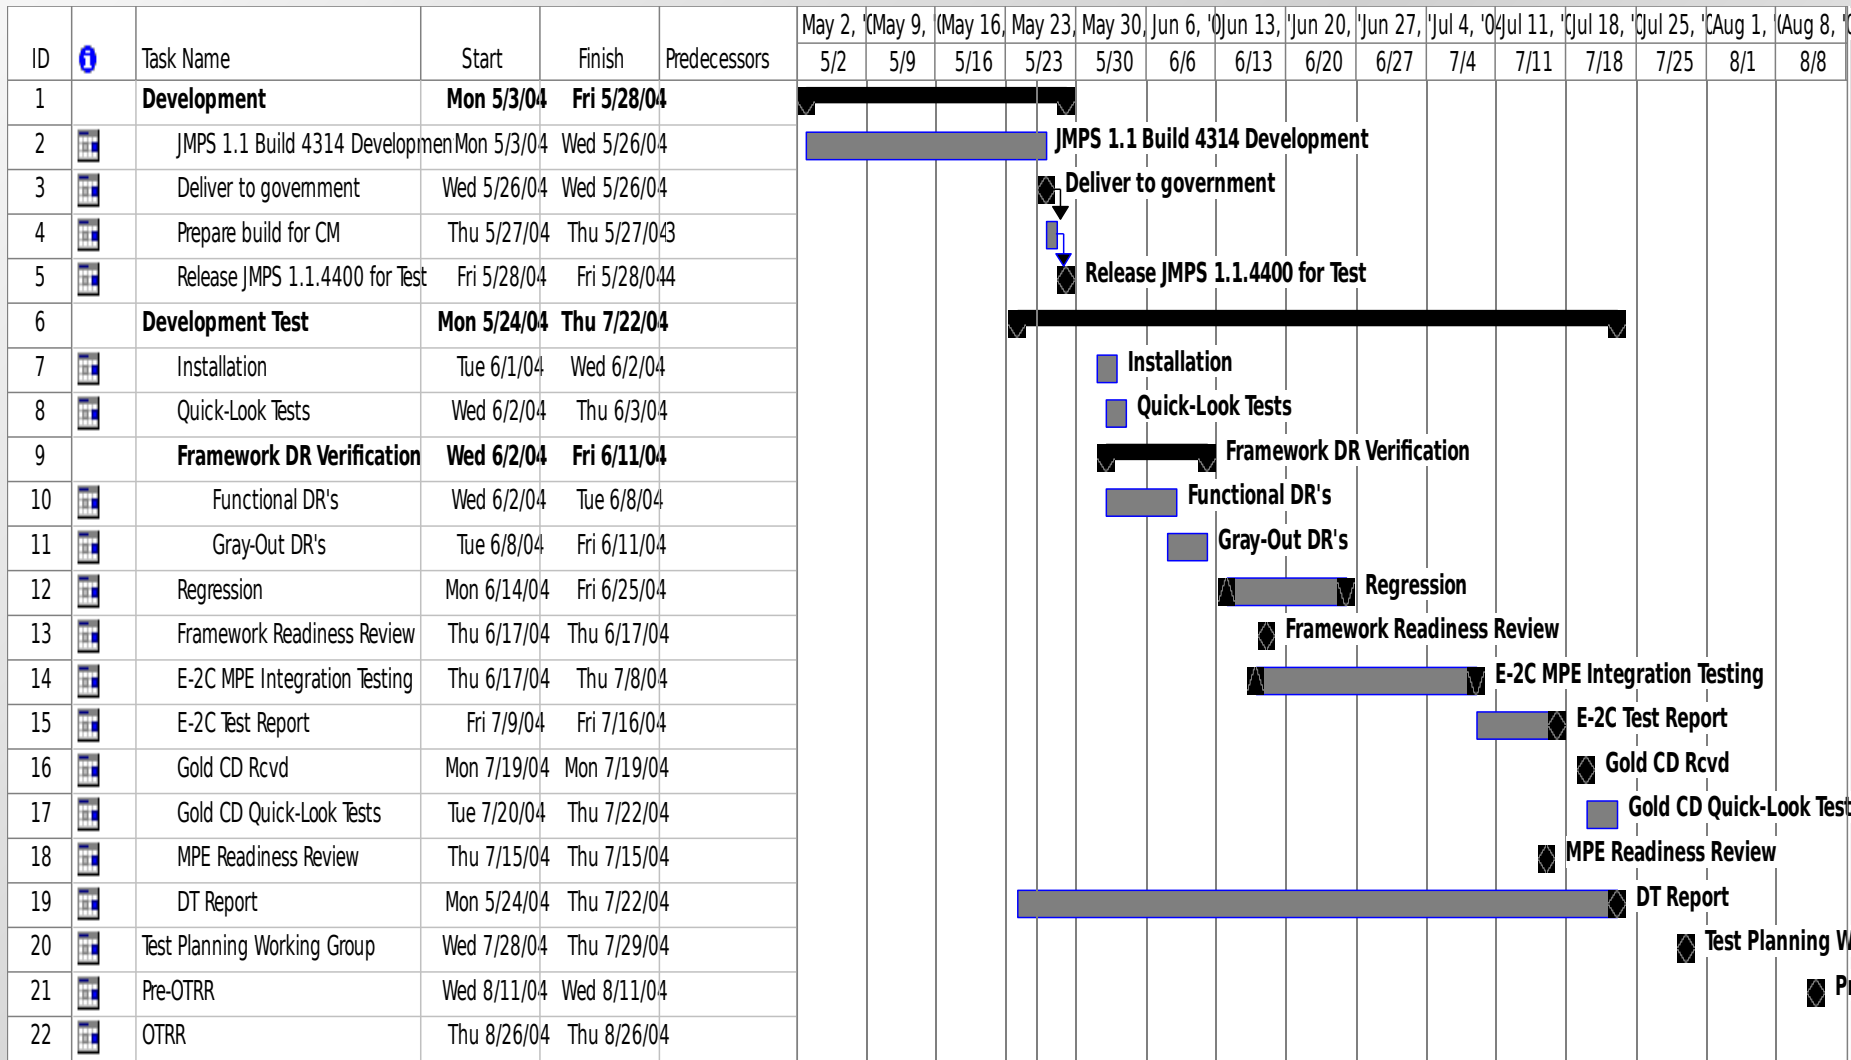 May 2, '0 May 9, ' May 16, May 23, May 30, Jun 6, '0 Jun 13, 'Jun 20, 'Jun 27, 'Jul 4, '04 Jul 11, ' Jul 18, ' Jul 25, ' Aug 1, ' Aug 8, '0
ID Task Name Start Finish Predecessors 5/2 5/9 5/16 5/23 5/30 6/6 6/13 6/20 6/27 7/4 7/11 7/18 7/25 8/1 8/8
1 Development Mon 5/3/04 Fri 5/28/04
2 JMPS 1.1 Build 4314 Developmen Mon 5/3/04 Wed 5/26/04 JMPS 1.1 Build 4314 Development
3 Deliver to government Wed 5/26/04 Wed 5/26/04 Deliver to government
4 Prepare build for CM Thu 5/27/04 Thu 5/27/04 3
5 Release JMPS 1.1.4400 for Test Fri 5/28/04 Fri 5/28/04 4 Release JMPS 1.1.4400 for Test
6 Development Test Mon 5/24/04 Thu 7/22/04
7 Installation Tue 6/1/04 Wed 6/2/04 Installation
8 Quick-Look Tests Wed 6/2/04 Thu 6/3/04 Quick-Look Tests
9 Framework DR Verification Wed 6/2/04 Fri 6/11/04 Framework DR Verification
10 Functional DR's Wed 6/2/04 Tue 6/8/04 Functional DR's
11 Gray-Out DR's Tue 6/8/04 Fri 6/11/04 Gray-Out DR's
12 Regression Mon 6/14/04 Fri 6/25/04 Regression
13 Framework Readiness Review Thu 6/17/04 Thu 6/17/04 Framework Readiness Review
14 E-2C MPE Integration Testing Thu 6/17/04 Thu 7/8/04 E-2C MPE Integration Testing
15 E-2C Test Report Fri 7/9/04 Fri 7/16/04 E-2C Test Report
16 Gold CD Rcvd Mon 7/19/04 Mon 7/19/04 Gold CD Rcvd
17 Gold CD Quick-Look Tests Tue 7/20/04 Thu 7/22/04 Gold CD Quick-Look Test
18 MPE Readiness Review Thu 7/15/04 Thu 7/15/04 MPE Readiness Review
19 DT Report Mon 5/24/04 Thu 7/22/04 DT Report
20 Test Planning Working Group Wed 7/28/04 Thu 7/29/04 Test Planning W
21 Pre-OTRR Wed 8/11/04 Wed 8/11/04 Pr
22 OTRR Thu 8/26/04 Thu 8/26/04